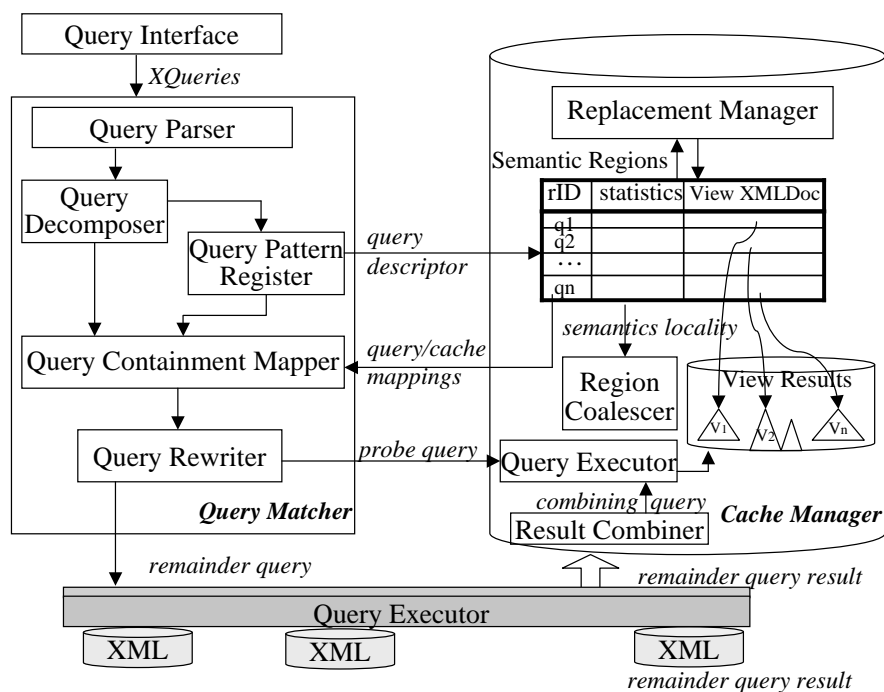 Query Interface
XQueries
Query Parser
Query
Decomposer
Query Pattern
Register
Query Containment Mapper
Query Rewriter
Query Matcher
query
descriptor
query/cache
mappings
probe query
remainder query
Replacement Manager
Semantic Regions
rID statistics View XMLDoc
q1
q2
...
qn
semantics locality
Region
Coalescer
View Results
V1 V2 Vn
Query Executor
combining query
Result Combiner
Cache Manager
remainder query result
Query Executor
XML XML XML
remainder query result